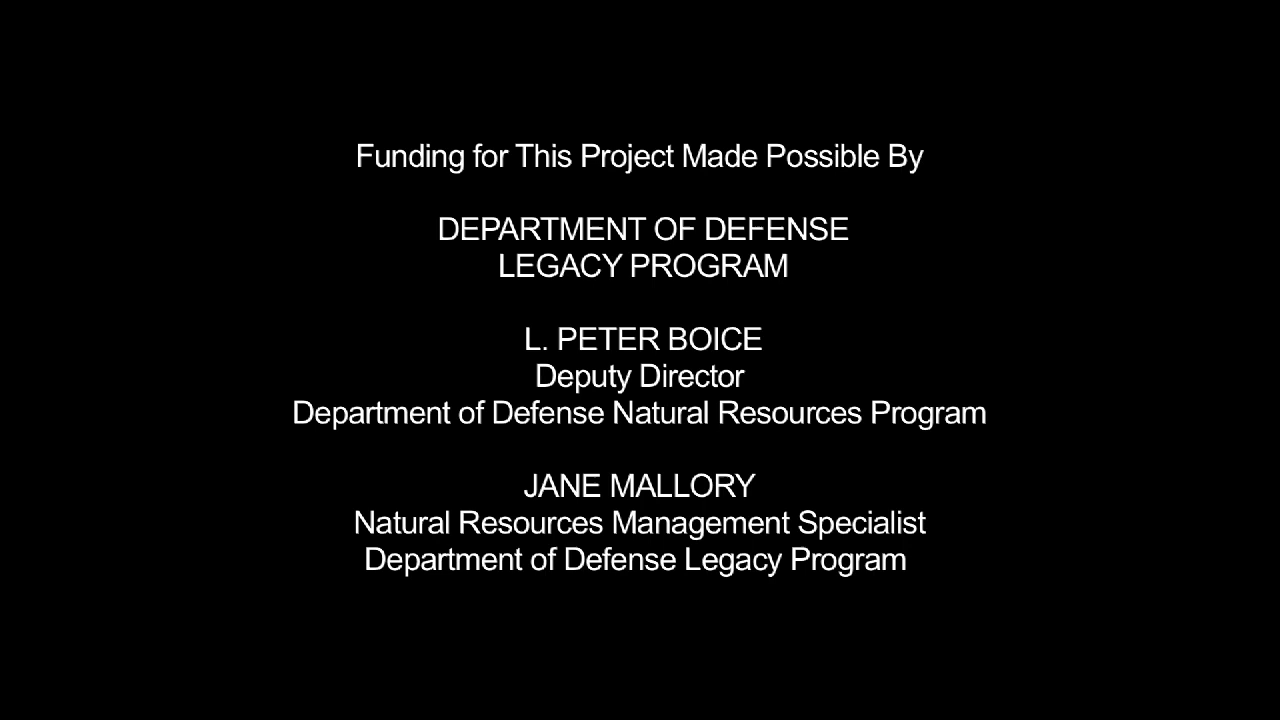 Funding for This Project Made Possible By
DEPARTMENT OF DEFENSE
LEGACY PROGRAM
L. PETER BOICE
Deputy Director
Department of Defense Natural Resources Program
JANE MALLORY
Natural Resources Management Specialist
Department of Defense Legacy Program